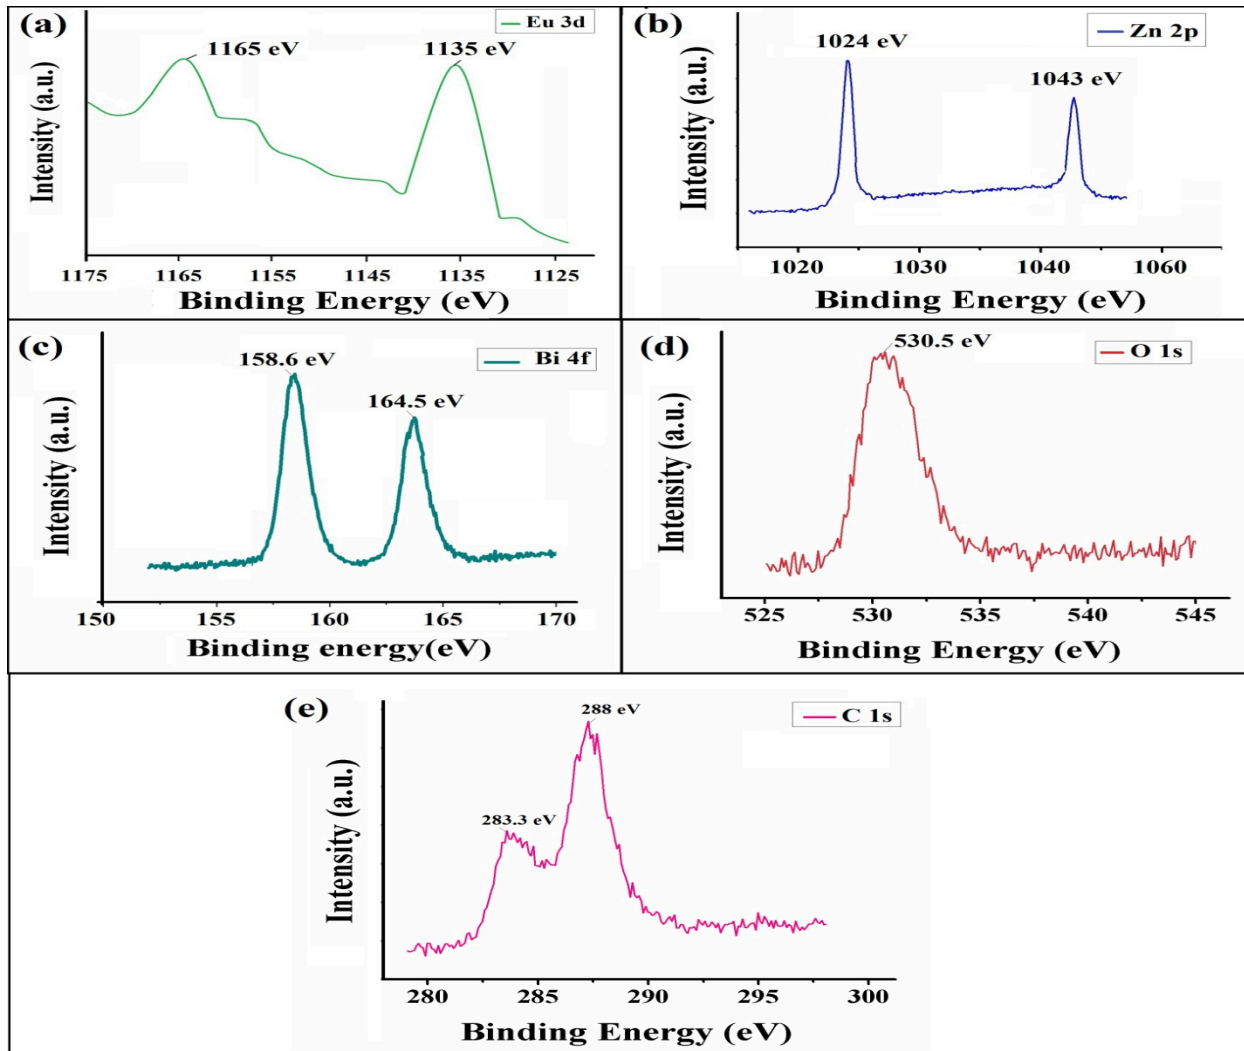 (a)
Eu 3d
1165 eV
1135 eV
Intensity (a.u.)
1175 1165 1155 1145 1135 1125
Binding Energy (eV)
(b)
Zn 2p
1024 eV
1043 eV
Intensity (a.u.)
1020 1030 1040 1060
Binding Energy (eV)
(c)
Bi 4f
158.6 eV
164.5 eV
Intensity (a.u.)
150 155 160 165 170
Binding energy(eV)
(d)
O 1s
530.5 eV
Intensity (a.u.)
525 530 535 540 545
Binding Energy (eV)
(e)
C 1s
288 eV
283.3 eV
Intensity (a.u.)
280 285 290 295 300
Binding Energy (eV)